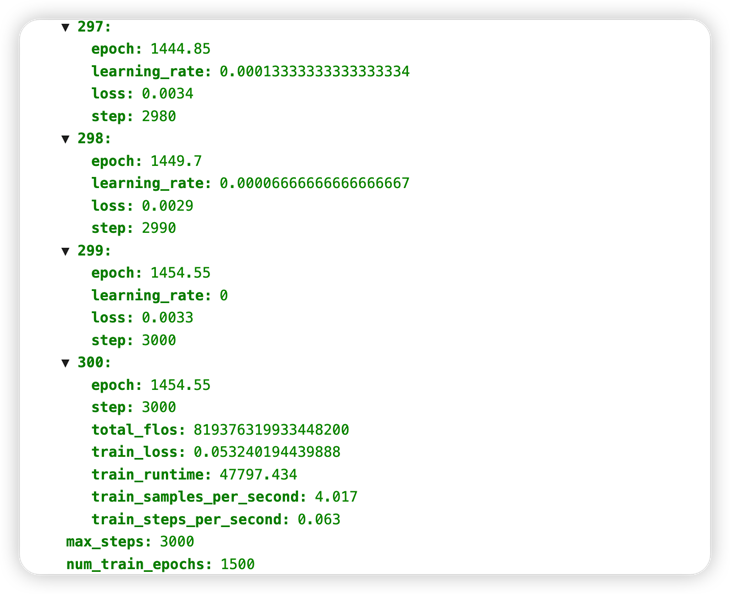 297:
epoch: 1444.85
learning_rate: 0.00013333333333333334
loss: 0.0034
step: 2980
298:
epoch: 1449.7
learning_rate: 0.00006666666666666667
loss: 0.0029
step: 2990
299:
epoch: 1454.55
learning_rate: 0
loss: 0.0033
step: 3000
300:
epoch: 1454.55
step: 3000
total_flos: 819376319933448200
train_loss: 0.053240194439888
train_runtime: 47797.434
train_samples_per_second: 4.017
train_steps_per_second: 0.063
max_steps: 3000
num_train_epochs: 1500